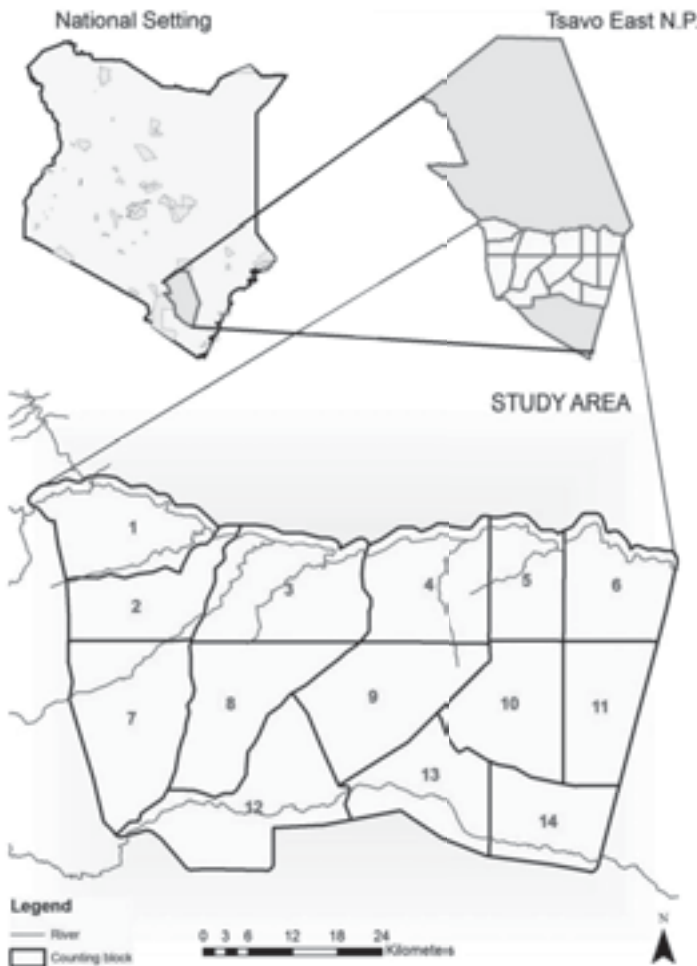 National Setting
Tsavo East N.P.
STUDY AREA
1
2
3
4
5
6
7
8
9
10
11
12
13
14
Legend
River
Counting block
0 3 6 12 18 24
Kilometers
N